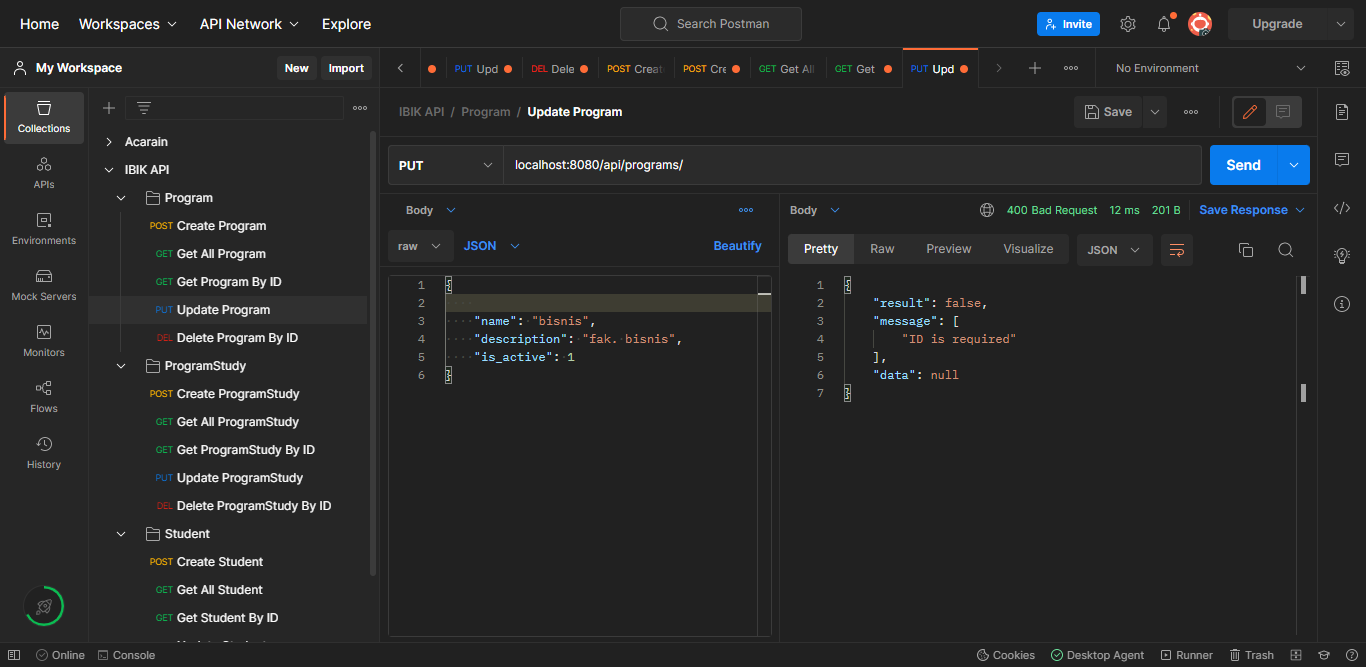 Home Workspaces API Network Explore Search Postman Invite Upgrade
My Workspace New Import PUT Upd DEL Dele POST Creat POST Cre GET Get Al GET Get PUT Upd No Environment
IBIK API / Program / Update Program Save
Collections
APIs
Environments
Mock Servers
Monitors
Flows
History
Acarain
IBIK API
Program
POST Create Program
GET Get All Program
GET Get Program By ID
PUT Update Program
DEL Delete Program By ID
ProgramStudy
POST Create ProgramStudy
GET Get All ProgramStudy
GET Get ProgramStudy By ID
PUT Update ProgramStudy
DEL Delete ProgramStudy By ID
Student
POST Create Student
GET Get All Student
GET Get Student By ID
PUT localhost:8080/api/programs/ Send
Body
raw JSON Beautify
1 {
2
3 "name": "bisnis",
4 "description": "fak. bisnis",
5 "is_active": 1
6 }
Body 400 Bad Request 12 ms 201 B Save Response
Pretty Raw Preview Visualize JSON
1 {
2 "result": false,
3 "message": [
4 "ID is required"
5 ],
6 "data": null
7 }
Online Console Cookies Desktop Agent Runner Trash